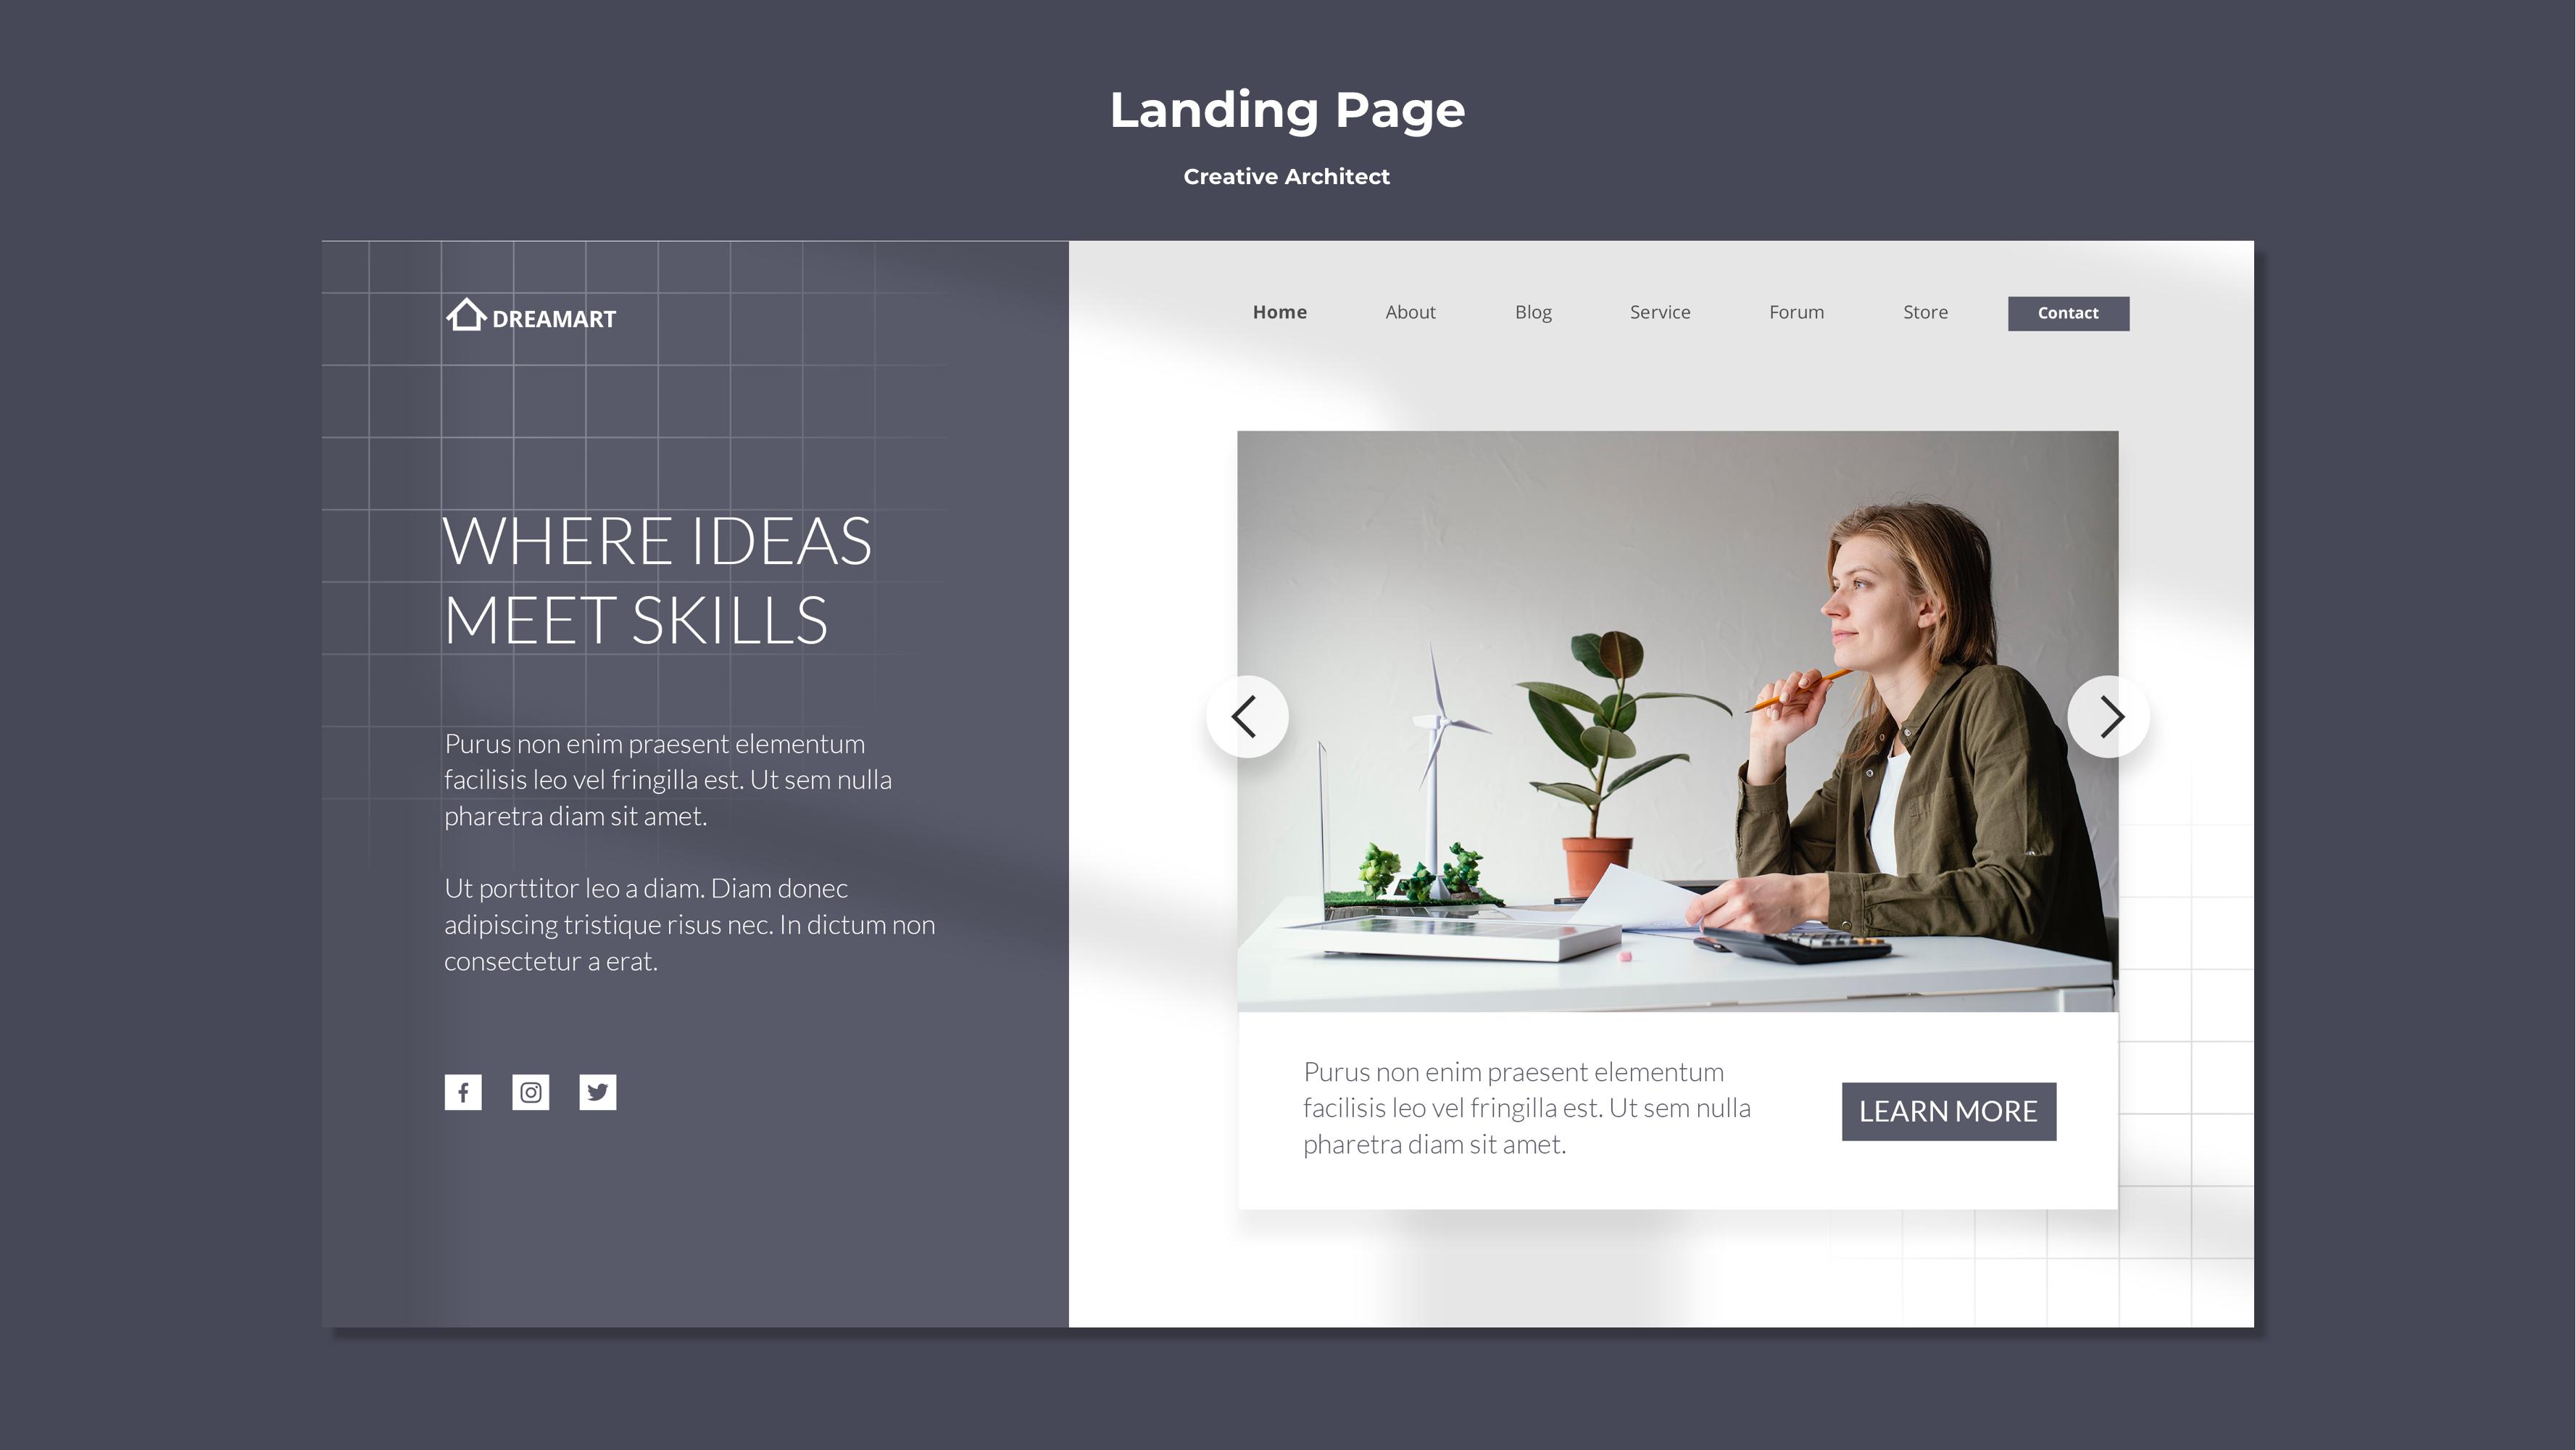 Landing Page
Creative Architect
DREAMART
Home About Blog Service Forum Store Contact
WHERE IDEAS
MEET SKILLS
Purus non enim praesent elementum
facilisis leo vel fringilla est. Ut sem nulla
pharetra diam sit amet.
Ut porttitor leo a diam. Diam donec
adipiscing tristique risus nec. In dictum non
consectetur a erat.
Purus non enim praesent elementum
facilisis leo vel fringilla est. Ut sem nulla
pharetra diam sit amet.
LEARN MORE